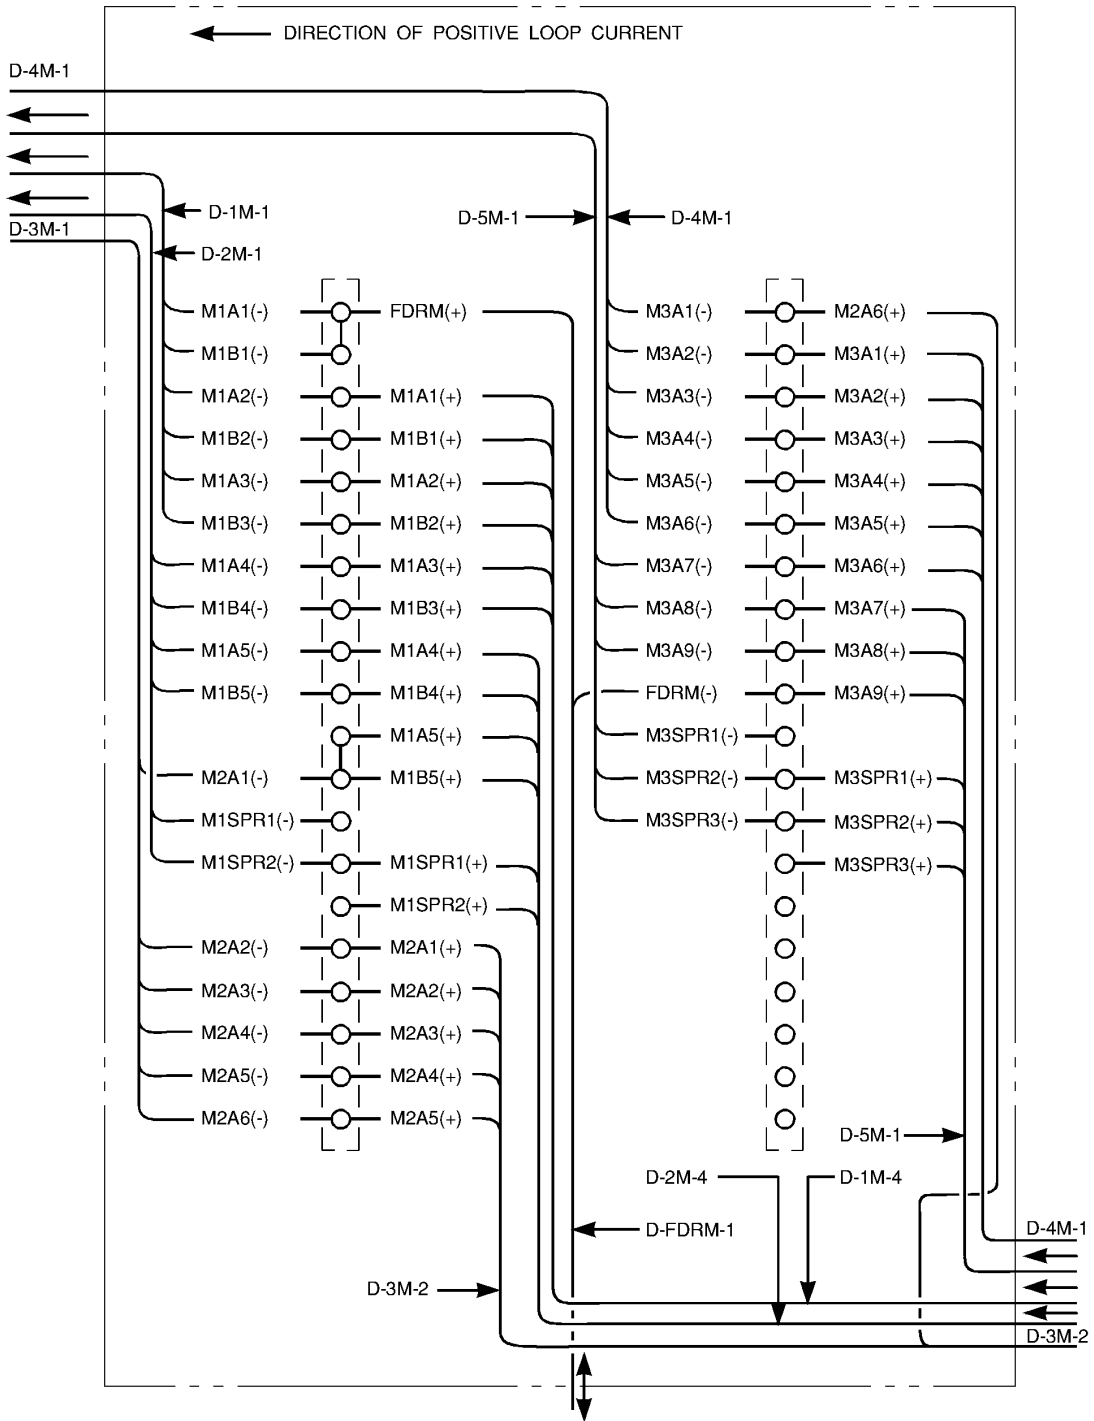 DIRECTION OF POSITIVE LOOP CURRENT
D-4M-1
D-1M-1
D-5M-1
D-4M-1
D-3M-1
D-2M-1
M1A1(-)
FDRM(+)
M1B1(-)
M1A2(-)
M1A1(+)
M1B2(-)
M1B1(+)
M1A3(-)
M1A2(+)
M1B3(-)
M1B2(+)
M1A4(-)
M1A3(+)
M1B4(-)
M1B3(+)
M1A5(-)
M1A4(+)
M1B5(-)
M1B4(+)
M1A5(+)
M2A1(-)
M1B5(+)
M1SPR1(-)
M1SPR2(-)
M1SPR1(+)
M1SPR2(+)
M2A2(-)
M2A1(+)
M2A3(-)
M2A2(+)
M2A4(-)
M2A3(+)
M2A5(-)
M2A4(+)
M2A6(-)
M2A5(+)
M3A1(-)
M2A6(+)
M3A2(-)
M3A1(+)
M3A3(-)
M3A2(+)
M3A4(-)
M3A3(+)
M3A5(-)
M3A4(+)
M3A6(-)
M3A5(+)
M3A7(-)
M3A6(+)
M3A8(-)
M3A7(+)
M3A9(-)
M3A8(+)
FDRM(-)
M3A9(+)
M3SPR1(-)
M3SPR2(-)
M3SPR1(+)
M3SPR3(-)
M3SPR2(+)
M3SPR3(+)
D-5M-1
D-2M-4
D-1M-4
D-FDRM-1
D-4M-1
D-3M-2
D-3M-2